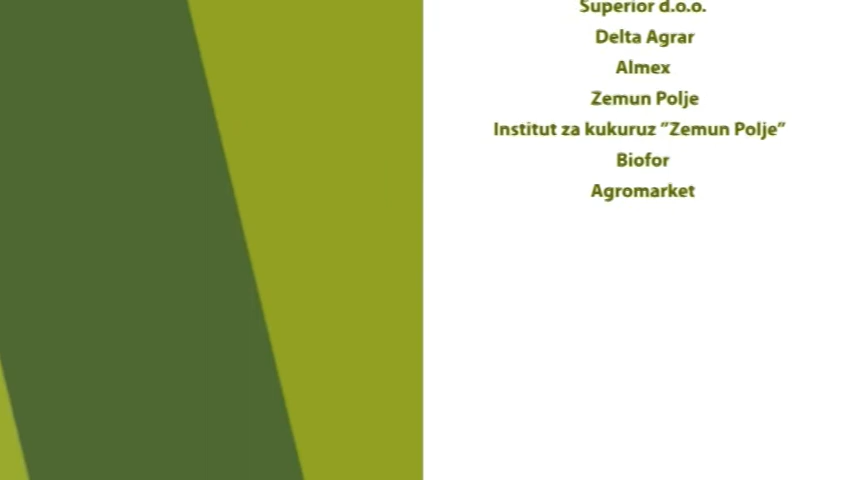 Superior d.o.o.
Delta Agrar
Almex
Zemun Polje
Institut za kukuruz ”Zemun Polje”
Biofor
Agromarket